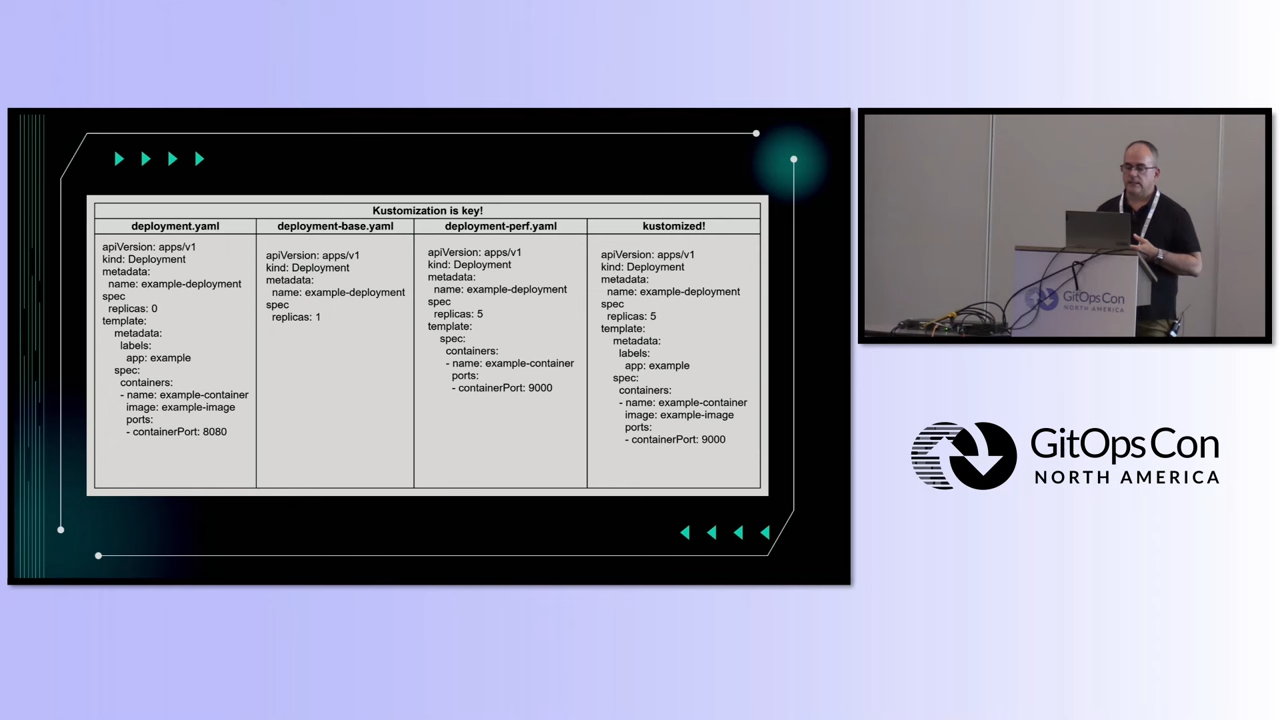 Kustomization is key!
deployment.yaml
apiVersion: apps/v1
kind: Deployment
metadata:
name: example-deployment
spec
replicas: 0
template:
metadata:
labels:
app: example
spec:
containers:
- name: example-container
image: example-image
ports:
- containerPort: 8080
deployment-base.yaml
apiVersion: apps/v1
kind: Deployment
metadata:
name: example-deployment
spec
replicas: 1
deployment-perf.yaml
apiVersion: apps/v1
kind: Deployment
metadata:
name: example-deployment
spec
replicas: 5
template:
spec:
containers:
- name: example-container
ports:
- containerPort: 9000
kustomized!
apiVersion: apps/v1
kind: Deployment
metadata:
name: example-deployment
spec
replicas: 5
template:
metadata:
labels:
app: example
spec:
containers:
- name: example-container
image: example-image
ports:
- containerPort: 9000
GitOpsCon
NORTH AMERICA
GitOpsCon
NORTH AMERICA